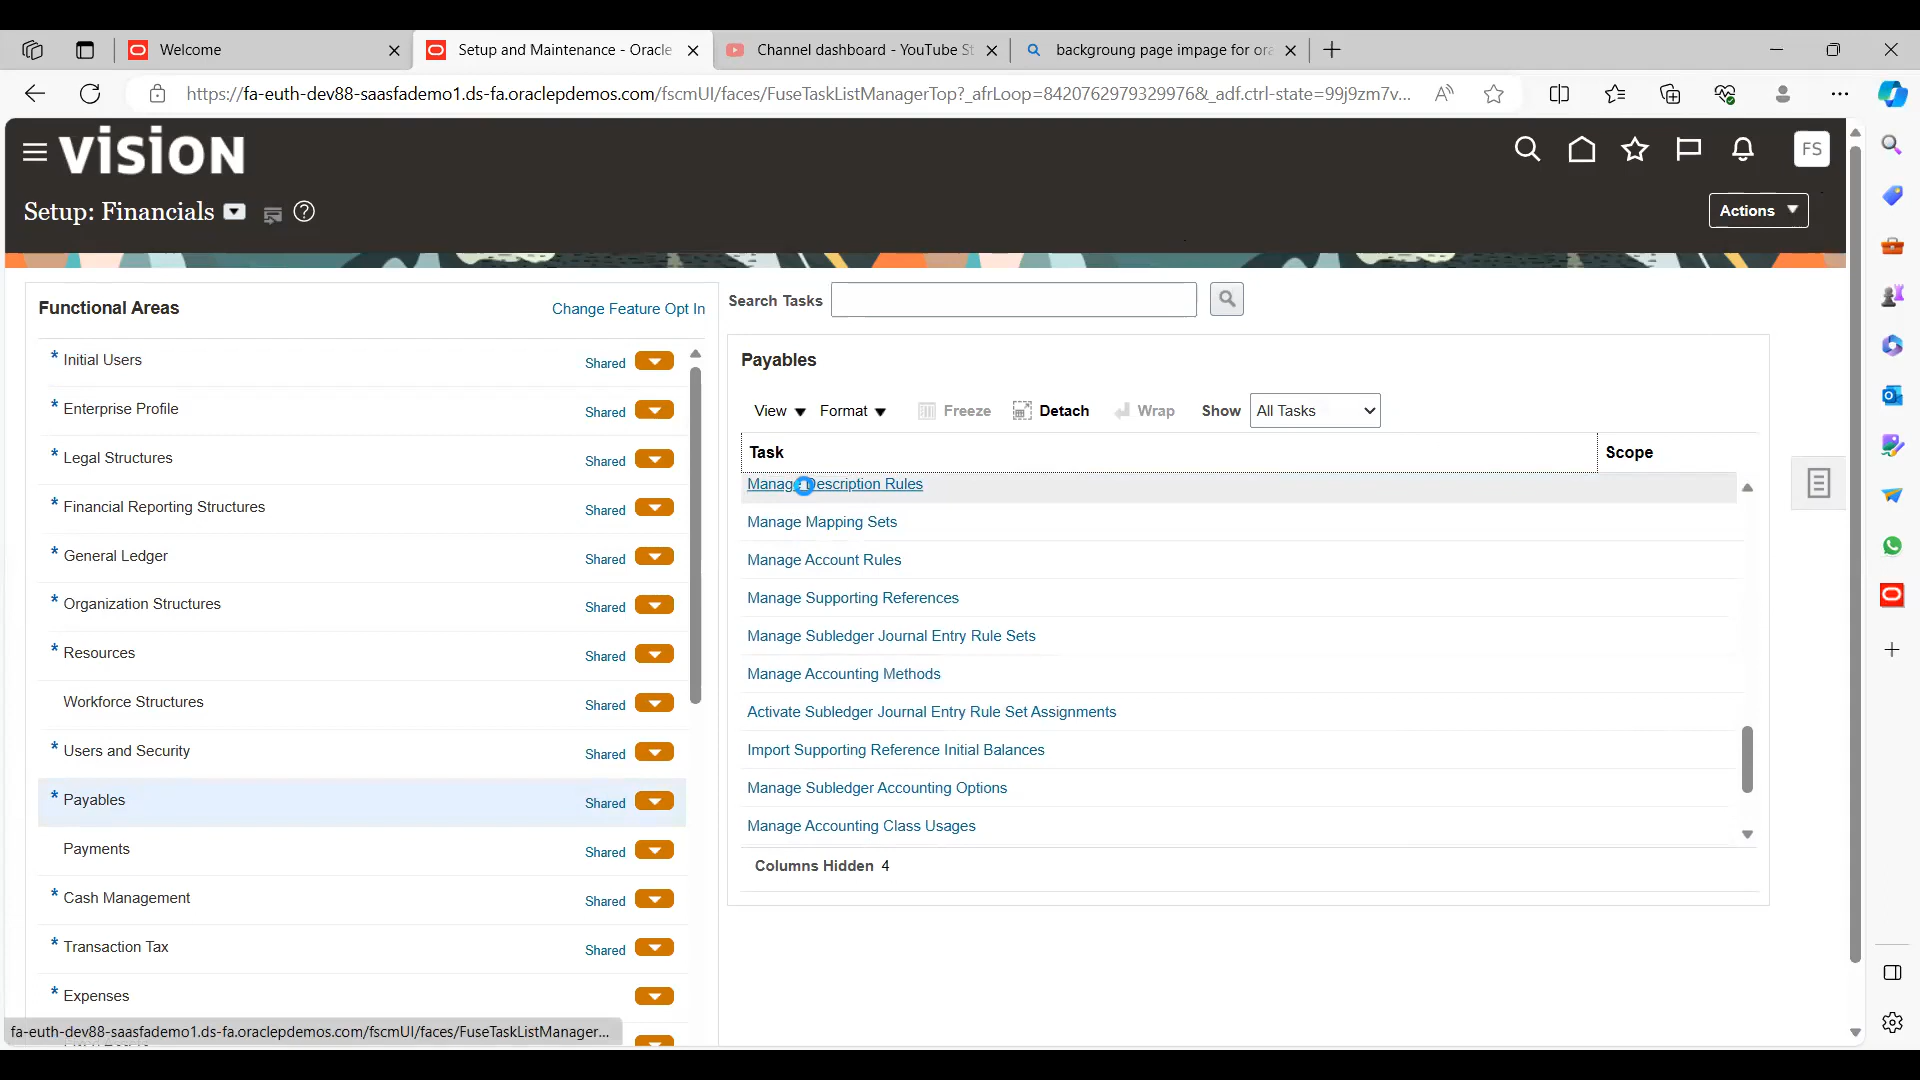 Welcome
Setup and Maintenance - Oracle
Channel dashboard - YouTube St
backgroung page impage for ora
https://fa-euth-dev88-saasfademo1.ds-fa.oraclepdemos.com/fscmUI/faces/FuseTaskListManagerTop?_afrLoop=84207629793329976&_adf.ctrl-state=99j9zm7v...
VISION
FS
Setup: Financials
Actions
Functional Areas
Change Feature Opt In
Initial Users Shared
Enterprise Profile Shared
Legal Structures Shared
Financial Reporting Structures Shared
General Ledger Shared
Organization Structures Shared
Resources Shared
Workforce Structures Shared
Users and Security Shared
Payables Shared
Payments Shared
Cash Management Shared
Transaction Tax Shared
Expenses
Search Tasks
Payables
View Format Freeze Detach Wrap Show All Tasks
Task Scope
Manage Description Rules
Manage Mapping Sets
Manage Account Rules
Manage Supporting References
Manage Subledger Journal Entry Rule Sets
Manage Accounting Methods
Activate Subledger Journal Entry Rule Set Assignments
Import Supporting Reference Initial Balances
Manage Subledger Accounting Options
Manage Accounting Class Usages
Columns Hidden 4
fa-euth-dev88-saasfademo1.ds-fa.oraclepdemos.com/fscmUI/faces/FuseTaskListManager...